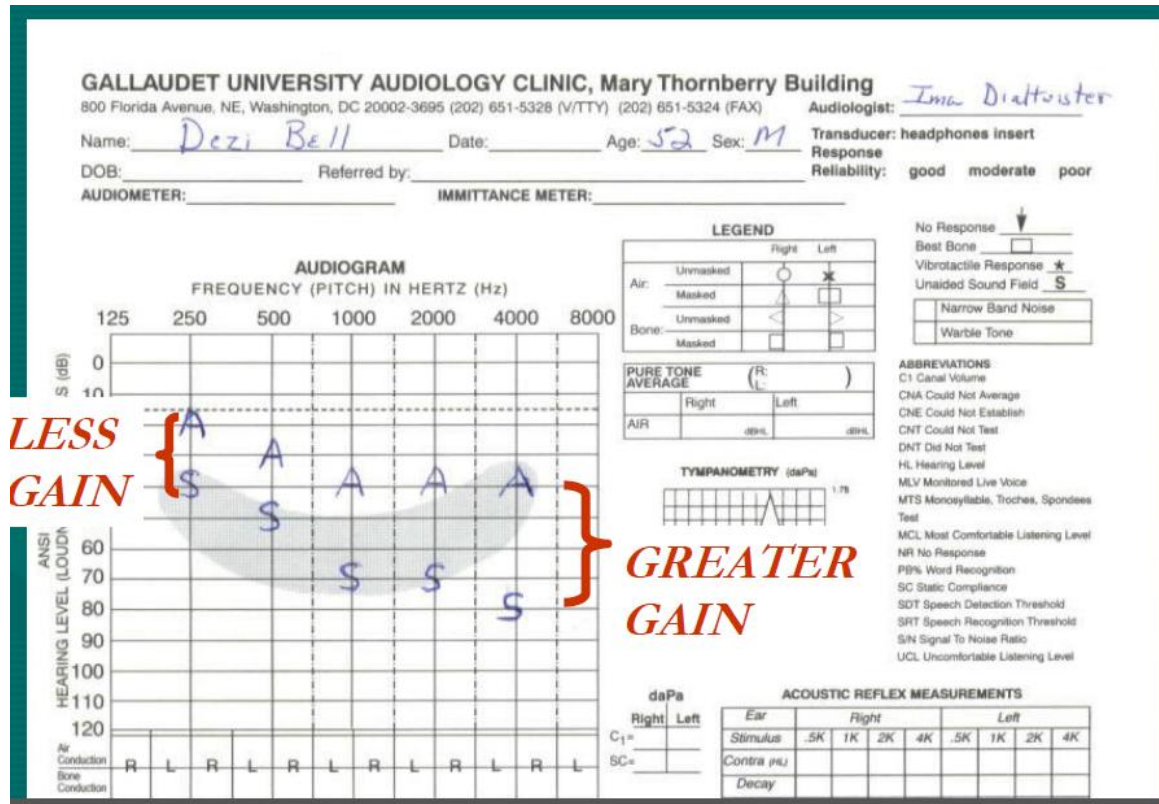 GALLAUDET UNIVERSITY AUDIOLOGY CLINIC, Mary Thornberry Building
800 Florida Avenue, NE, Washington, DC 20002-3695 (202) 651-5328 (V/TTY) (202) 651-5324 (FAX)
Audiologist: Ima Dialtwister
Name: Dezi Bell Date: Age: 52 Sex: M
Transducer: headphones insert
Response
Reliability: good moderate poor
DOB: Referred by:
AUDIOMETER: IMMITTANCE METER:
AUDIOGRAM
FREQUENCY (PITCH) IN HERTZ (Hz)
125 250 500 1000 2000 4000 8000
0
10
60
70
80
90
100
110
120
S (dB)
ANSI
HEARING LEVEL (LOUDN
A
A
A A A
S
S
S S
S
LESS
GAIN
GREATER
GAIN
Air
Conduction
Bone
Conduction
R L R L R L R L R L R L
LEGEND
Right Left
Air: Unmasked
Masked
Bone: Unmasked
Masked
No Response
Best Bone
Vibrotactile Response ★
Unaided Sound Field S
Narrow Band Noise
Warble Tone
PURE TONE
AVERAGE (R: L: )
Right Left
AIR dBHL dBHL
TYMPANOMETRY (daPa)
1.75
ABBREVIATIONS
C1 Canal Volume
CNA Could Not Average
CNE Could Not Establish
CNT Could Not Test
DNT Did Not Test
HL Hearing Level
MLV Monitored Live Voice
MTS Monosyllable, Troches, Spondees
Test
MCL Most Comfortable Listening Level
NR No Response
PB% Word Recognition
SC Static Compliance
SDT Speech Detection Threshold
SRT Speech Recognition Threshold
S/N Signal To Noise Ratio
UCL Uncomfortable Listening Level
daPa
Right Left
C1=
SC=
ACOUSTIC REFLEX MEASUREMENTS
Ear Right Left
Stimulus .5K 1K 2K 4K .5K 1K 2K 4K
Contra (HL)
Decay